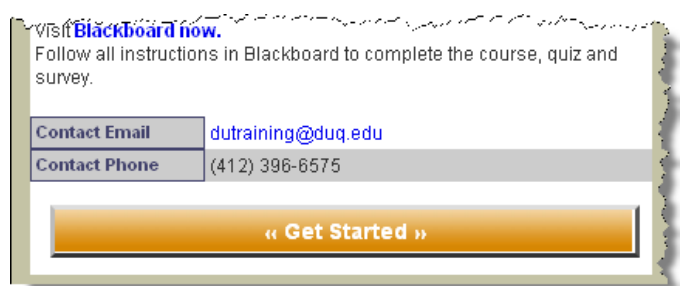 Visit Blackboard now.
Follow all instructions in Blackboard to complete the course, quiz and
survey.
Contact Email dutraining@duq.edu
Contact Phone (412) 396-6575
‹‹ Get Started ››